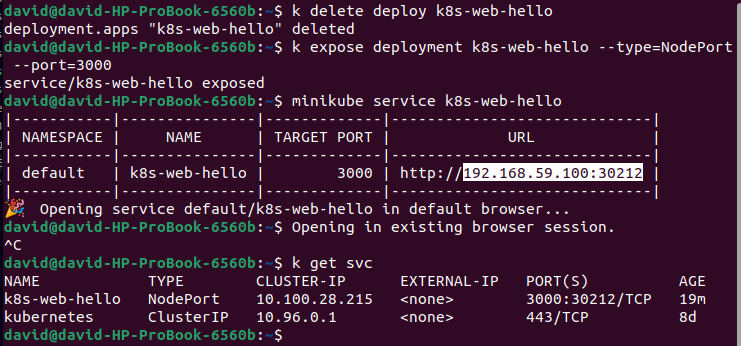 david@david-HP-ProBook-6560b:~$ k delete deploy k8s-web-hello
deployment.apps "k8s-web-hello" deleted
david@david-HP-ProBook-6560b:~$ k expose deployment k8s-web-hello --type=NodePort
 --port=3000
service/k8s-web-hello exposed
david@david-HP-ProBook-6560b:~$ minikube service k8s-web-hello
|-----------|---------------|-------------|-----------------------------|
| NAMESPACE |     NAME      | TARGET PORT |             URL             |
|-----------|---------------|-------------|-----------------------------|
| default   | k8s-web-hello |        3000 | http://192.168.59.100:30212 |
|-----------|---------------|-------------|-----------------------------|
🎉  Opening service default/k8s-web-hello in default browser...
david@david-HP-ProBook-6560b:~$ Opening in existing browser session.
^C
david@david-HP-ProBook-6560b:~$ k get svc
NAME            TYPE        CLUSTER-IP      EXTERNAL-IP   PORT(S)          AGE
k8s-web-hello   NodePort    10.100.28.215   <none>        3000:30212/TCP   19m
kubernetes      ClusterIP   10.96.0.1       <none>        443/TCP          8d
david@david-HP-ProBook-6560b:~$